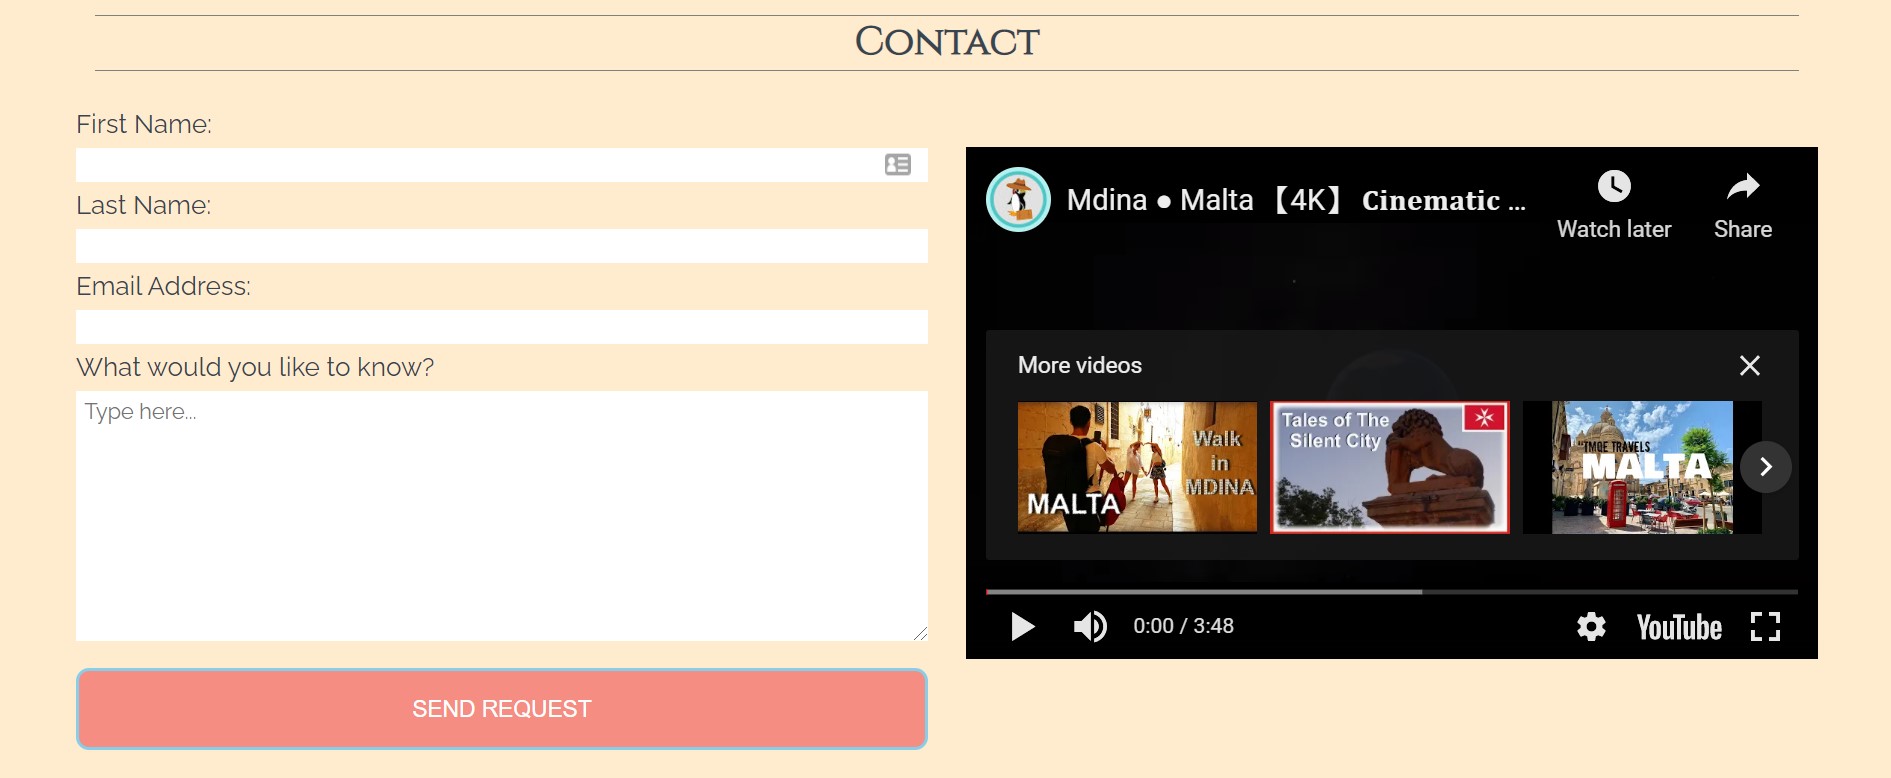 Contact
First Name:
Last Name:
Email Address:
What would you like to know?
Type here...
SEND REQUEST
Mdina ● Malta 【4K】 Cinematic ...
Watch later
Share
More videos
MALTA
Walk
in
MDINA
Tales of The
Silent City
"TMOE TRAVELS
MALTA
0:00 / 3:48
YouTube